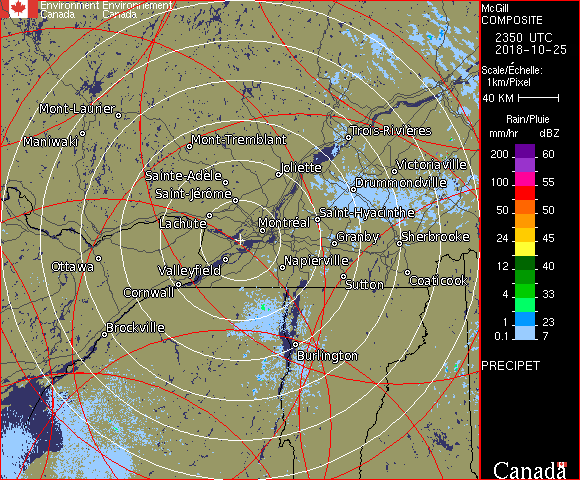 Environment Environnement
Canada Canada
McGill
COMPOSITE
2350 UTC
2018-10-25
Scale/Échelle:
1km/Pixel
40 KM
Rain/Pluie
mm/hr dBZ
200 60
100 55
50 50
24 45
12 40
4 33
1 23
0.1 7
PRECIPET
Canada
Mont-Laurier
Maniwaki
Mont-Tremblant
Trois-Rivières
Sainte-Adèle
Joliette
Victoriaville
Saint-Jérôme
Drummondville
Lachute
Montréal
Saint-Hyacinthe
Granby
Sherbrooke
Ottawa
Valleyfield
Napierville
Cornwall
Sutton
Coaticook
Brockville
Burlington